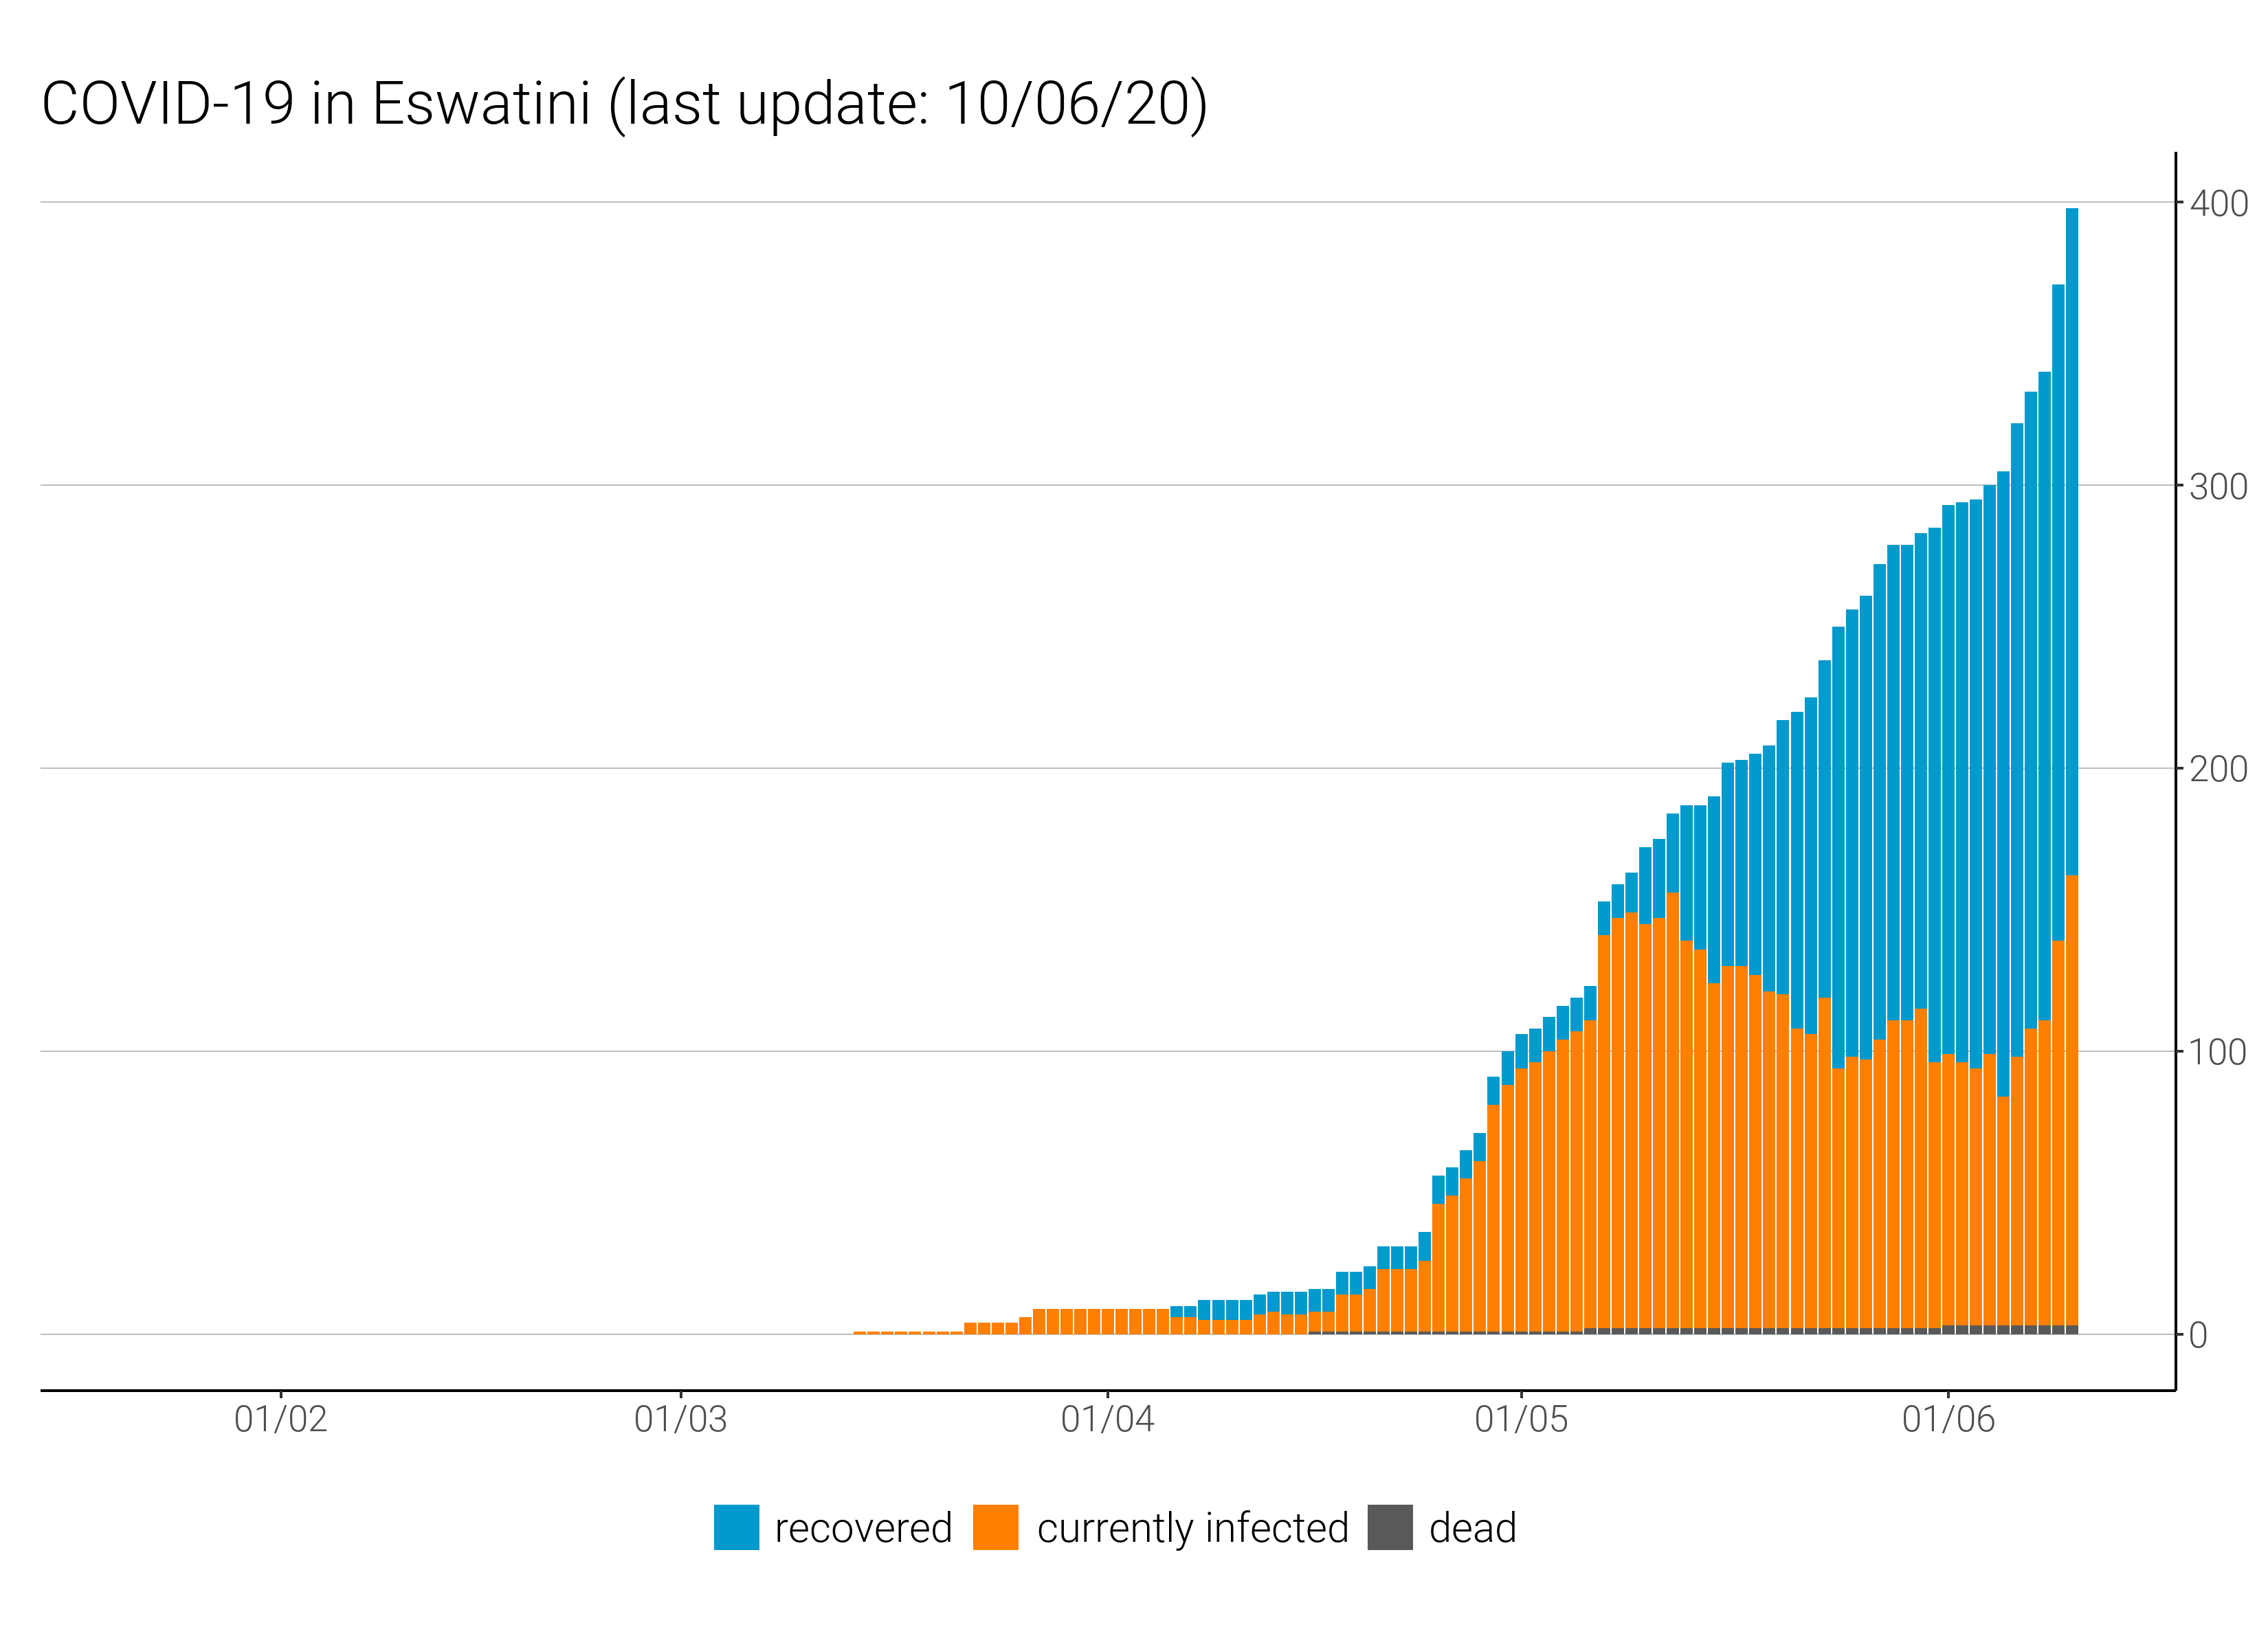 COVID-19 in Eswatini (last update: 10/06/20)
400
300
200
100
0
01/02 01/03 01/04 01/05 01/06
recovered currently infected dead